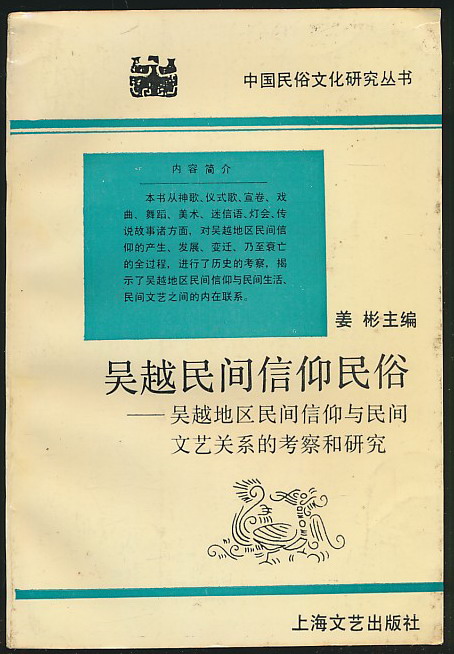 中国民俗文化研究丛书
内容简介
本书从神歌、仪式歌、宣卷、戏
曲、舞蹈、美术、迷信语、灯会、传
说故事诸方面，对吴越地区民间信
仰的产生、发展、变迁、乃至衰亡
的全过程，进行了历史的考察，揭
示了吴越地区民间信仰与民间生活、
民间文艺之间的内在联系。
姜彬主编
吴越民间信仰民俗
——吴越地区民间信仰与民间
文艺关系的考察和研究
上海文艺出版社